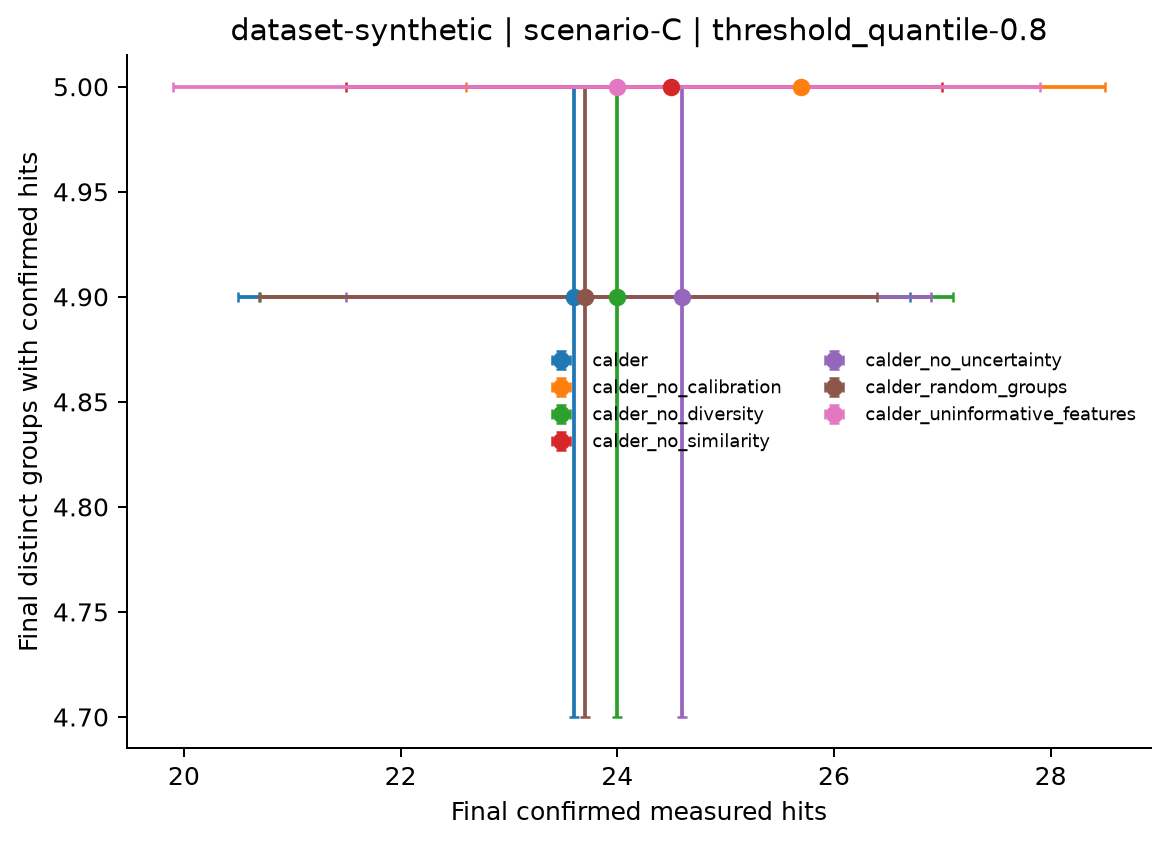 dataset-synthetic | scenario-C | threshold_quantile-0.8
Final distinct groups with confirmed hits
5.00
4.95
4.90
4.85
4.80
4.75
4.70
calder
calder_no_calibration
calder_no_diversity
calder_no_similarity
calder_no_uncertainty
calder_random_groups
calder_uninformative_features
20
22
24
26
28
Final confirmed measured hits